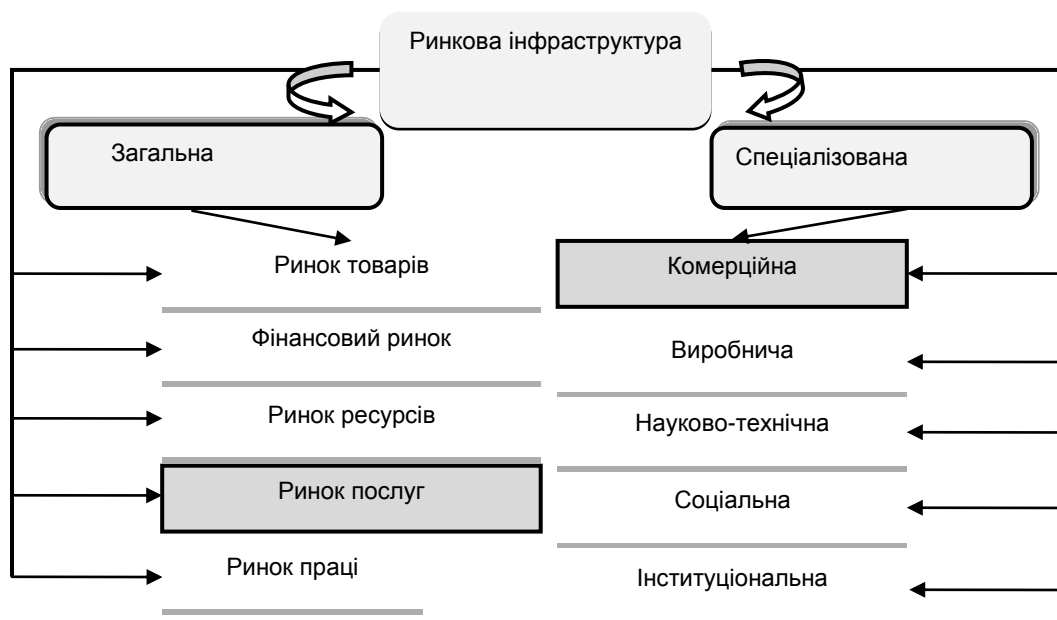 Ринкова інфраструктура
Загальна
Спеціалізована
Ринок товарів
Фінансовий ринок
Ринок ресурсів
Ринок послуг
Ринок праці
Комерційна
Виробнича
Науково-технічна
Соціальна
Інституціональна